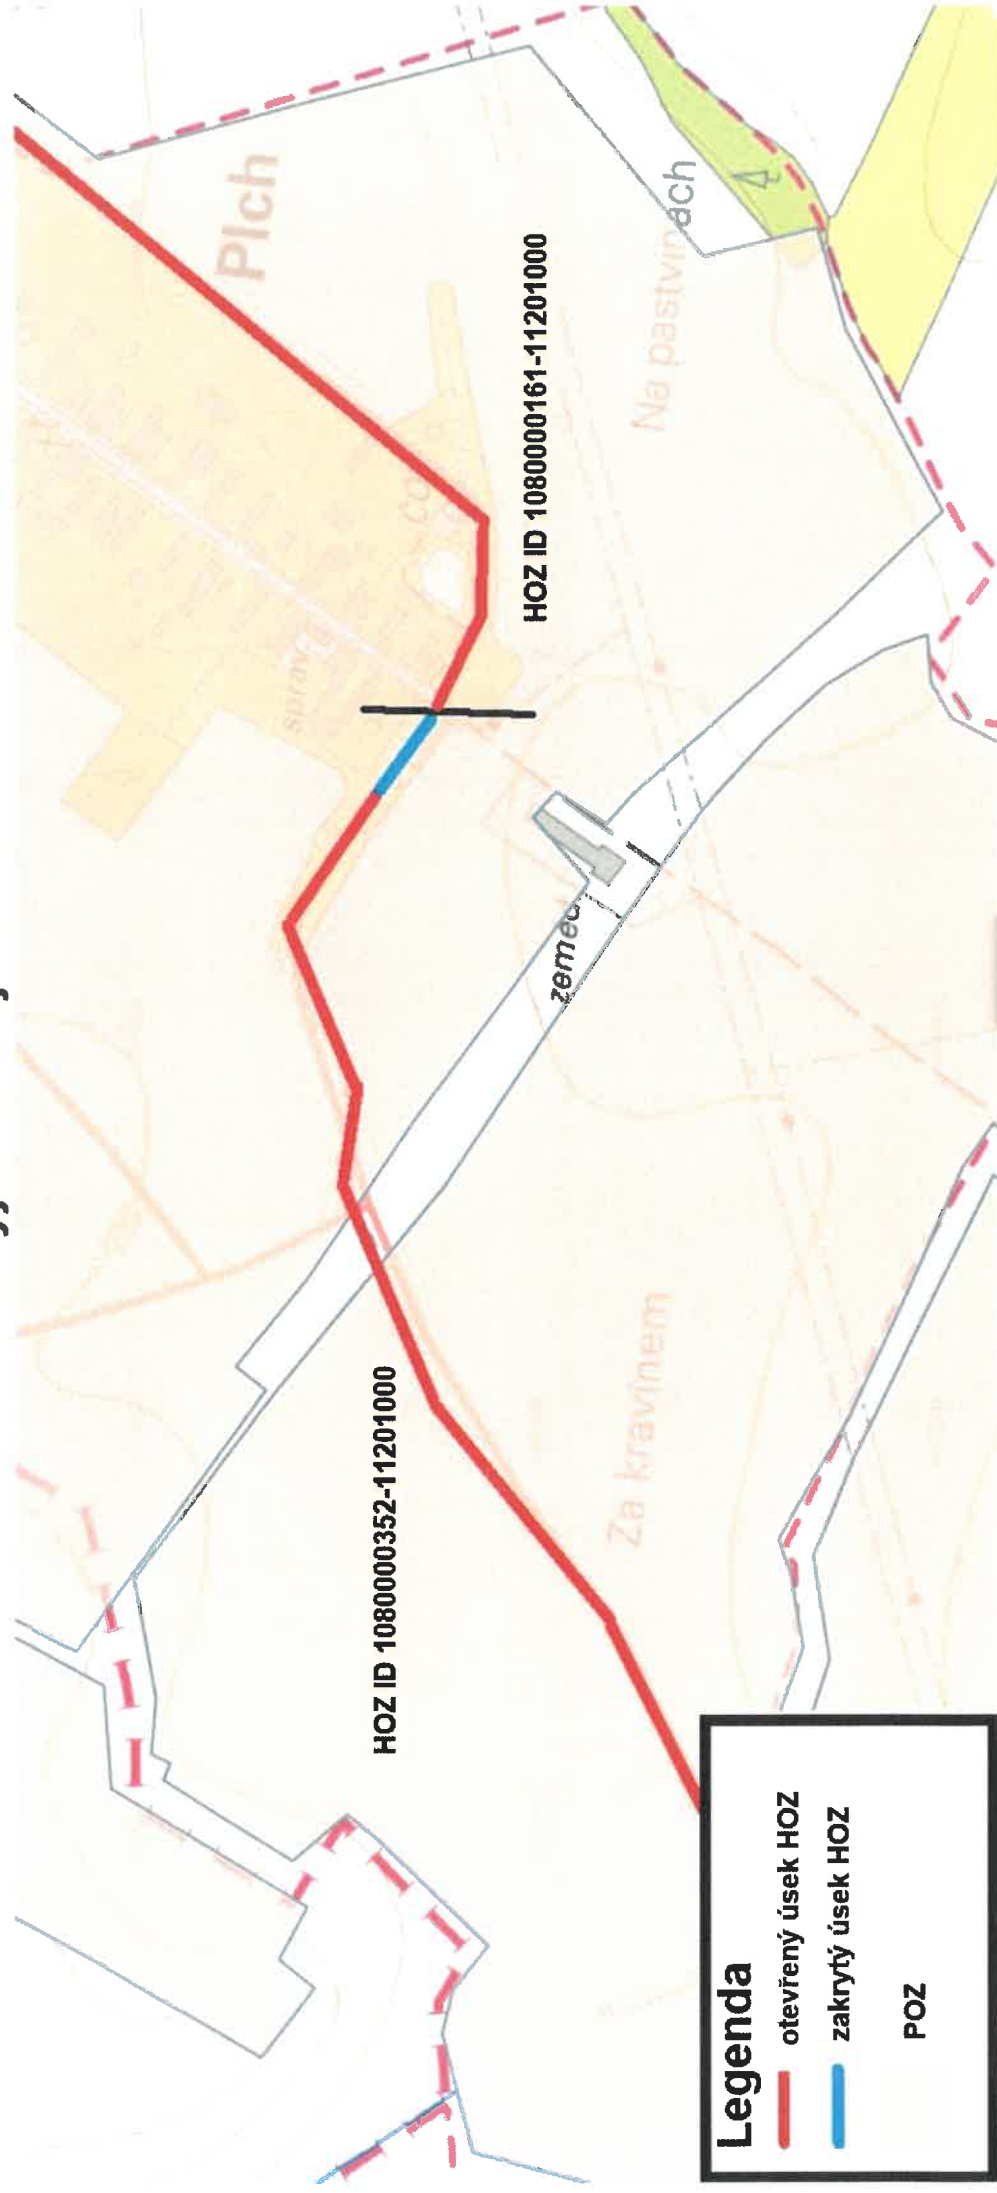 Plch
HOZ ID 1080000161-11201000
Na pastvinách
správa
zeměd
HOZ ID 1080000352-11201000
Za kravínem
Legenda
otevřený úsek HOZ
zakrytý úsek HOZ
POZ